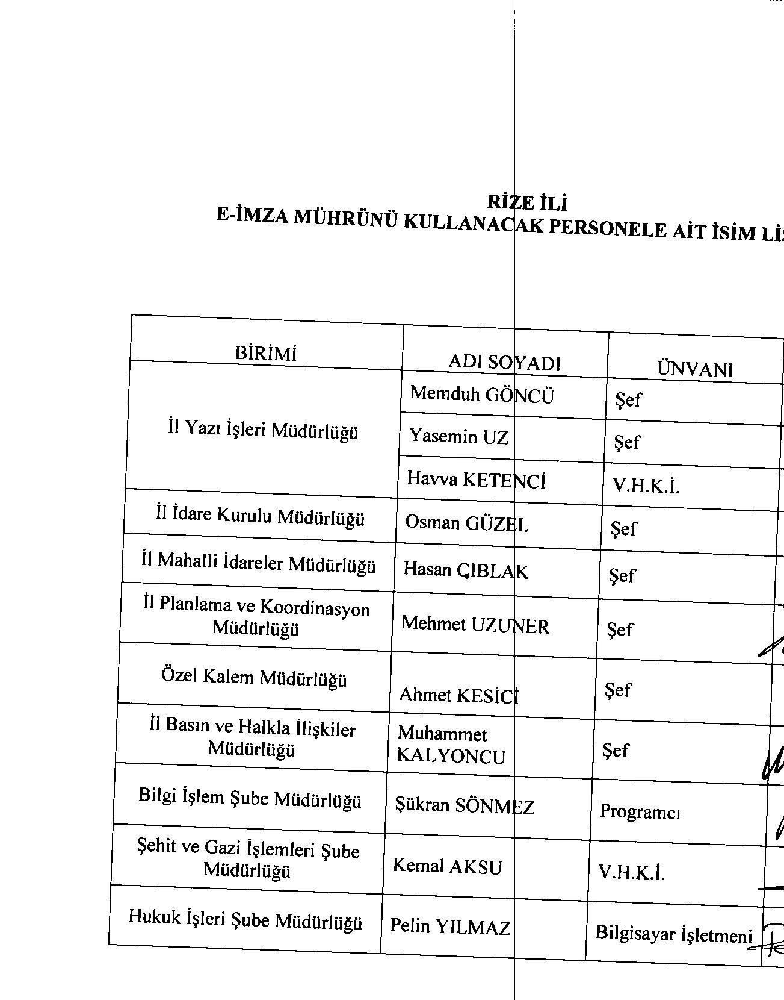 RİZE İLİ
E-İMZA MÜHRÜNÜ KULLANACAK PERSONELE AİT İSİM
BİRİMİ ADI SOYADI ÜNVANI
İl Yazı İşleri Müdürlüğü
Memduh GÖNCÜ Şef
Yasemin UZ Şef
Havva KETENCİ V.H.K.İ.
İl İdare Kurulu Müdürlüğü Osman GÜZEL Şef
İl Mahalli İdareler Müdürlüğü Hasan ÇIBLAK Şef
İl Planlama ve Koordinasyon
Müdürlüğü Mehmet UZUNER Şef
Özel Kalem Müdürlüğü Ahmet KESİCİ Şef
İl Basın ve Halkla İlişkiler Muhammet
Müdürlüğü KALYONCU Şef
Bilgi İşlem Şube Müdürlüğü Şükran SÖNMEZ Programcı
Şehit ve Gazi İşlemleri Şube
Müdürlüğü Kemal AKSU V.H.K.İ.
Hukuk İşleri Şube Müdürlüğü Pelin YILMAZ Bilgisayar İşletmeni